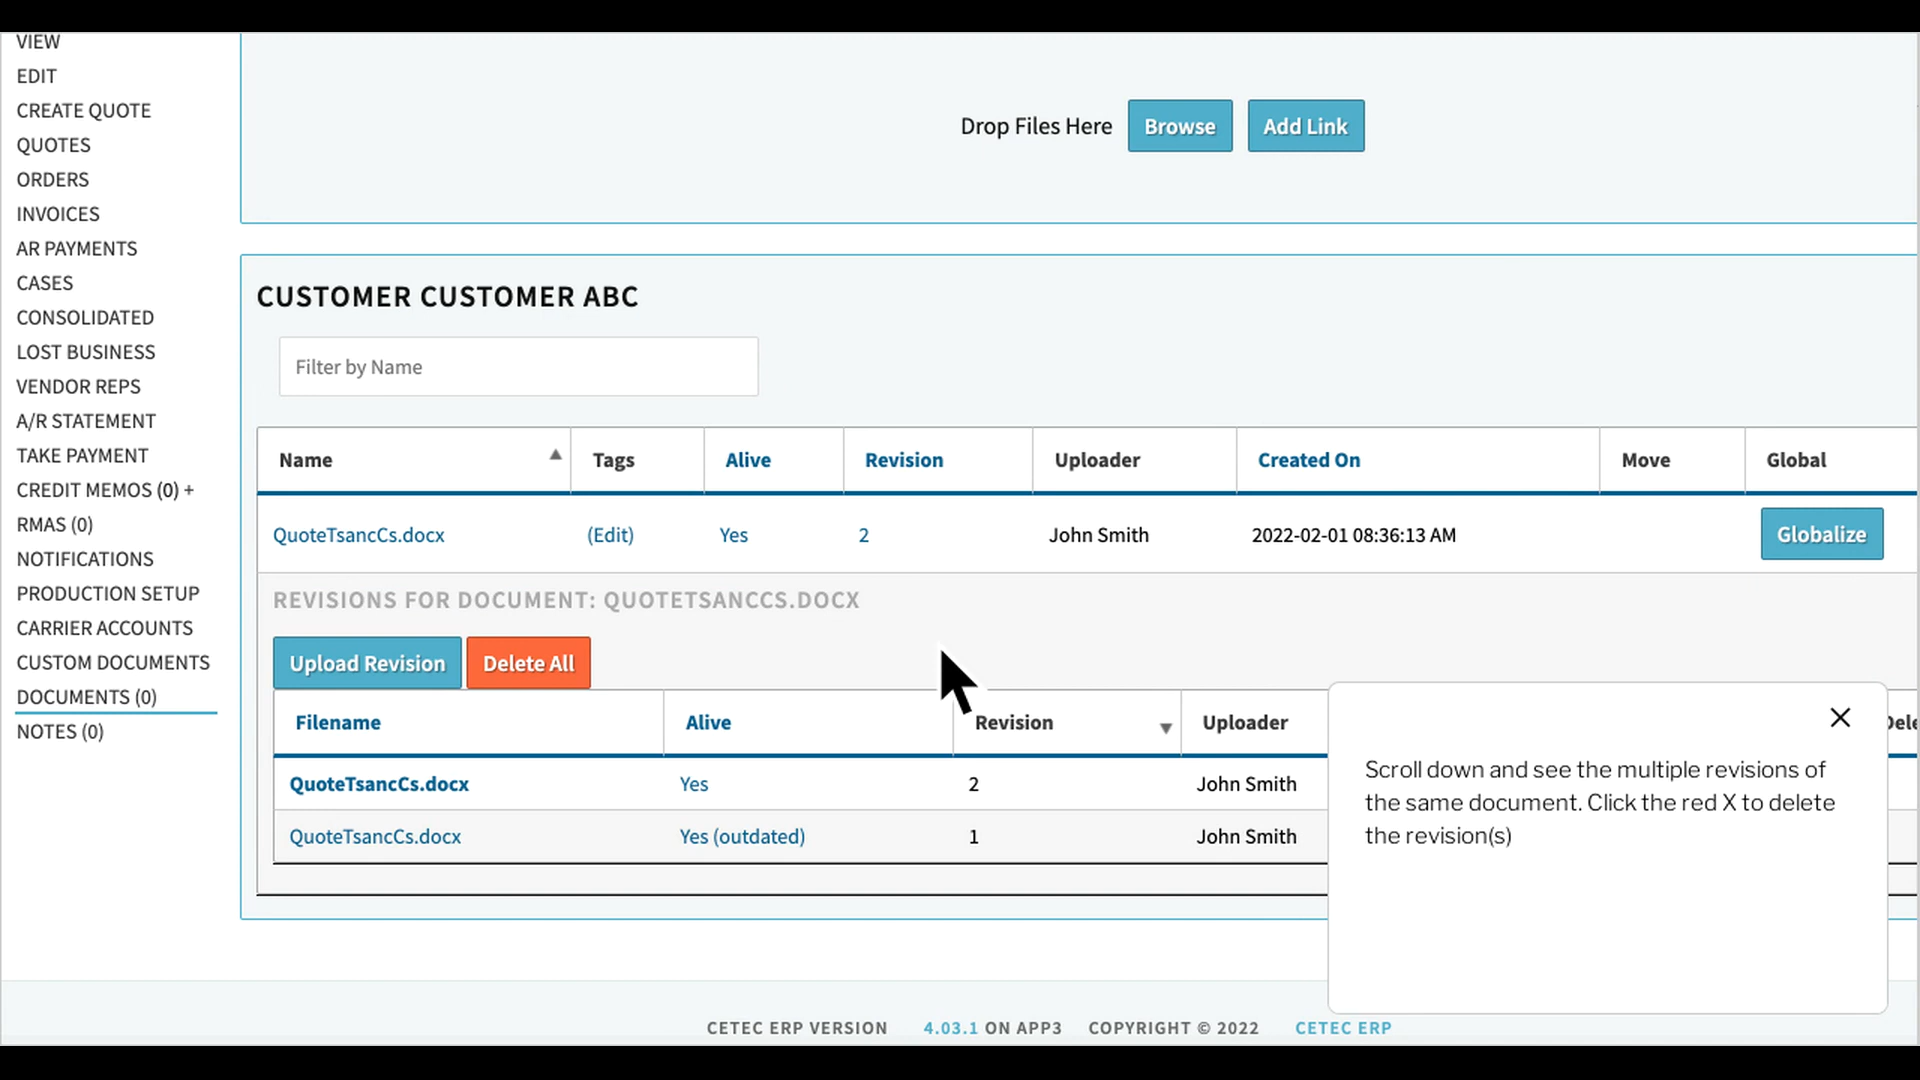 VIEW
EDIT
CREATE QUOTE
QUOTES
ORDERS
INVOICES
AR PAYMENTS
CASES
CONSOLIDATED
LOST BUSINESS
VENDOR REPS
A/R STATEMENT
TAKE PAYMENT
CREDIT MEMOS (0) +
RMAS (0)
NOTIFICATIONS
PRODUCTION SETUP
CARRIER ACCOUNTS
CUSTOM DOCUMENTS
DOCUMENTS (0)
NOTES (0)
Drop Files Here Browse Add Link
CUSTOMER CUSTOMER ABC
Filter by Name
Name Tags Alive Revision Uploader Created On Move Global
QuoteTsancCs.docx (Edit) Yes 2 John Smith 2022-02-01 08:36:13 AM Globalize
REVISIONS FOR DOCUMENT: QUOTETSANCCS.DOCX
Upload Revision Delete All
Filename Alive Revision Uploader
QuoteTsancCs.docx Yes 2 John Smith
QuoteTsancCs.docx Yes (outdated) 1 John Smith
Scroll down and see the multiple revisions of
the same document. Click the red X to delete
the revision(s)
CETEC ERP VERSION 4.03.1 ON APP3 COPYRIGHT © 2022 CETEC ERP